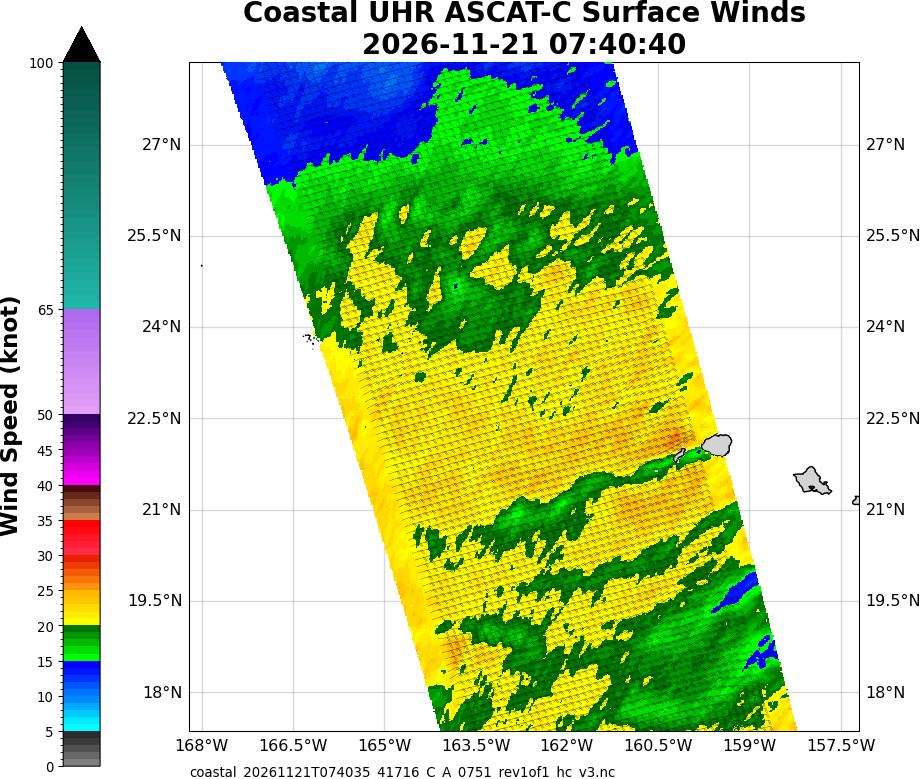 Coastal UHR ASCAT-C Surface Winds
2026-11-21 07:40:40
Wind Speed (knot)
100
65
50
45
40
35
30
25
20
15
10
5
0
27°N
25.5°N
24°N
22.5°N
21°N
19.5°N
18°N
27°N
25.5°N
24°N
22.5°N
21°N
19.5°N
18°N
168°W 166.5°W 165°W 163.5°W 162°W 160.5°W 159°W 157.5°W
coastal_20261121T074035_41716_C_A_0751_rev1of1_hc_v3.nc